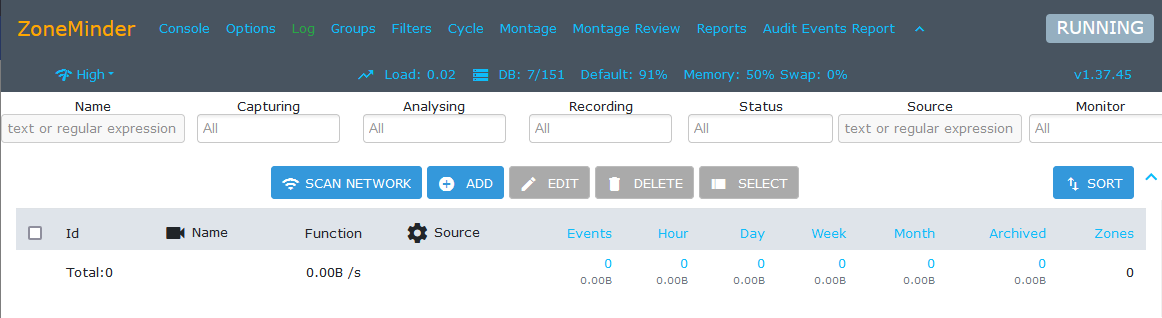 ZoneMinder Console Options Log Groups Filters Cycle Montage Montage Review Reports Audit Events Report RUNNING
High Load: 0.02 DB: 7/151 Default: 91% Memory: 50% Swap: 0% v1.37.45
Name Capturing Analysing Recording Status Source Monitor
text or regular expression All All All All text or regular expression All
SCAN NETWORK ADD EDIT DELETE SELECT SORT
Id Name Function Source Events Hour Day Week Month Archived Zones
Total:0 0.00B /s 0 0 0 0 0 0 0
0.00B 0.00B 0.00B 0.00B 0.00B 0.00B